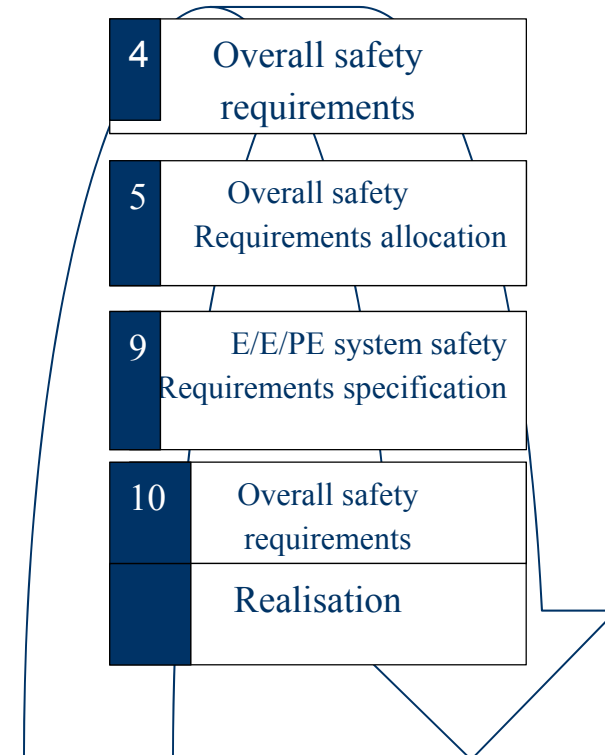 4 Overall safety
requirements
5 Overall safety
Requirements allocation
9 E/E/PE system safety
Requirements specification
10 Overall safety
requirements
Realisation